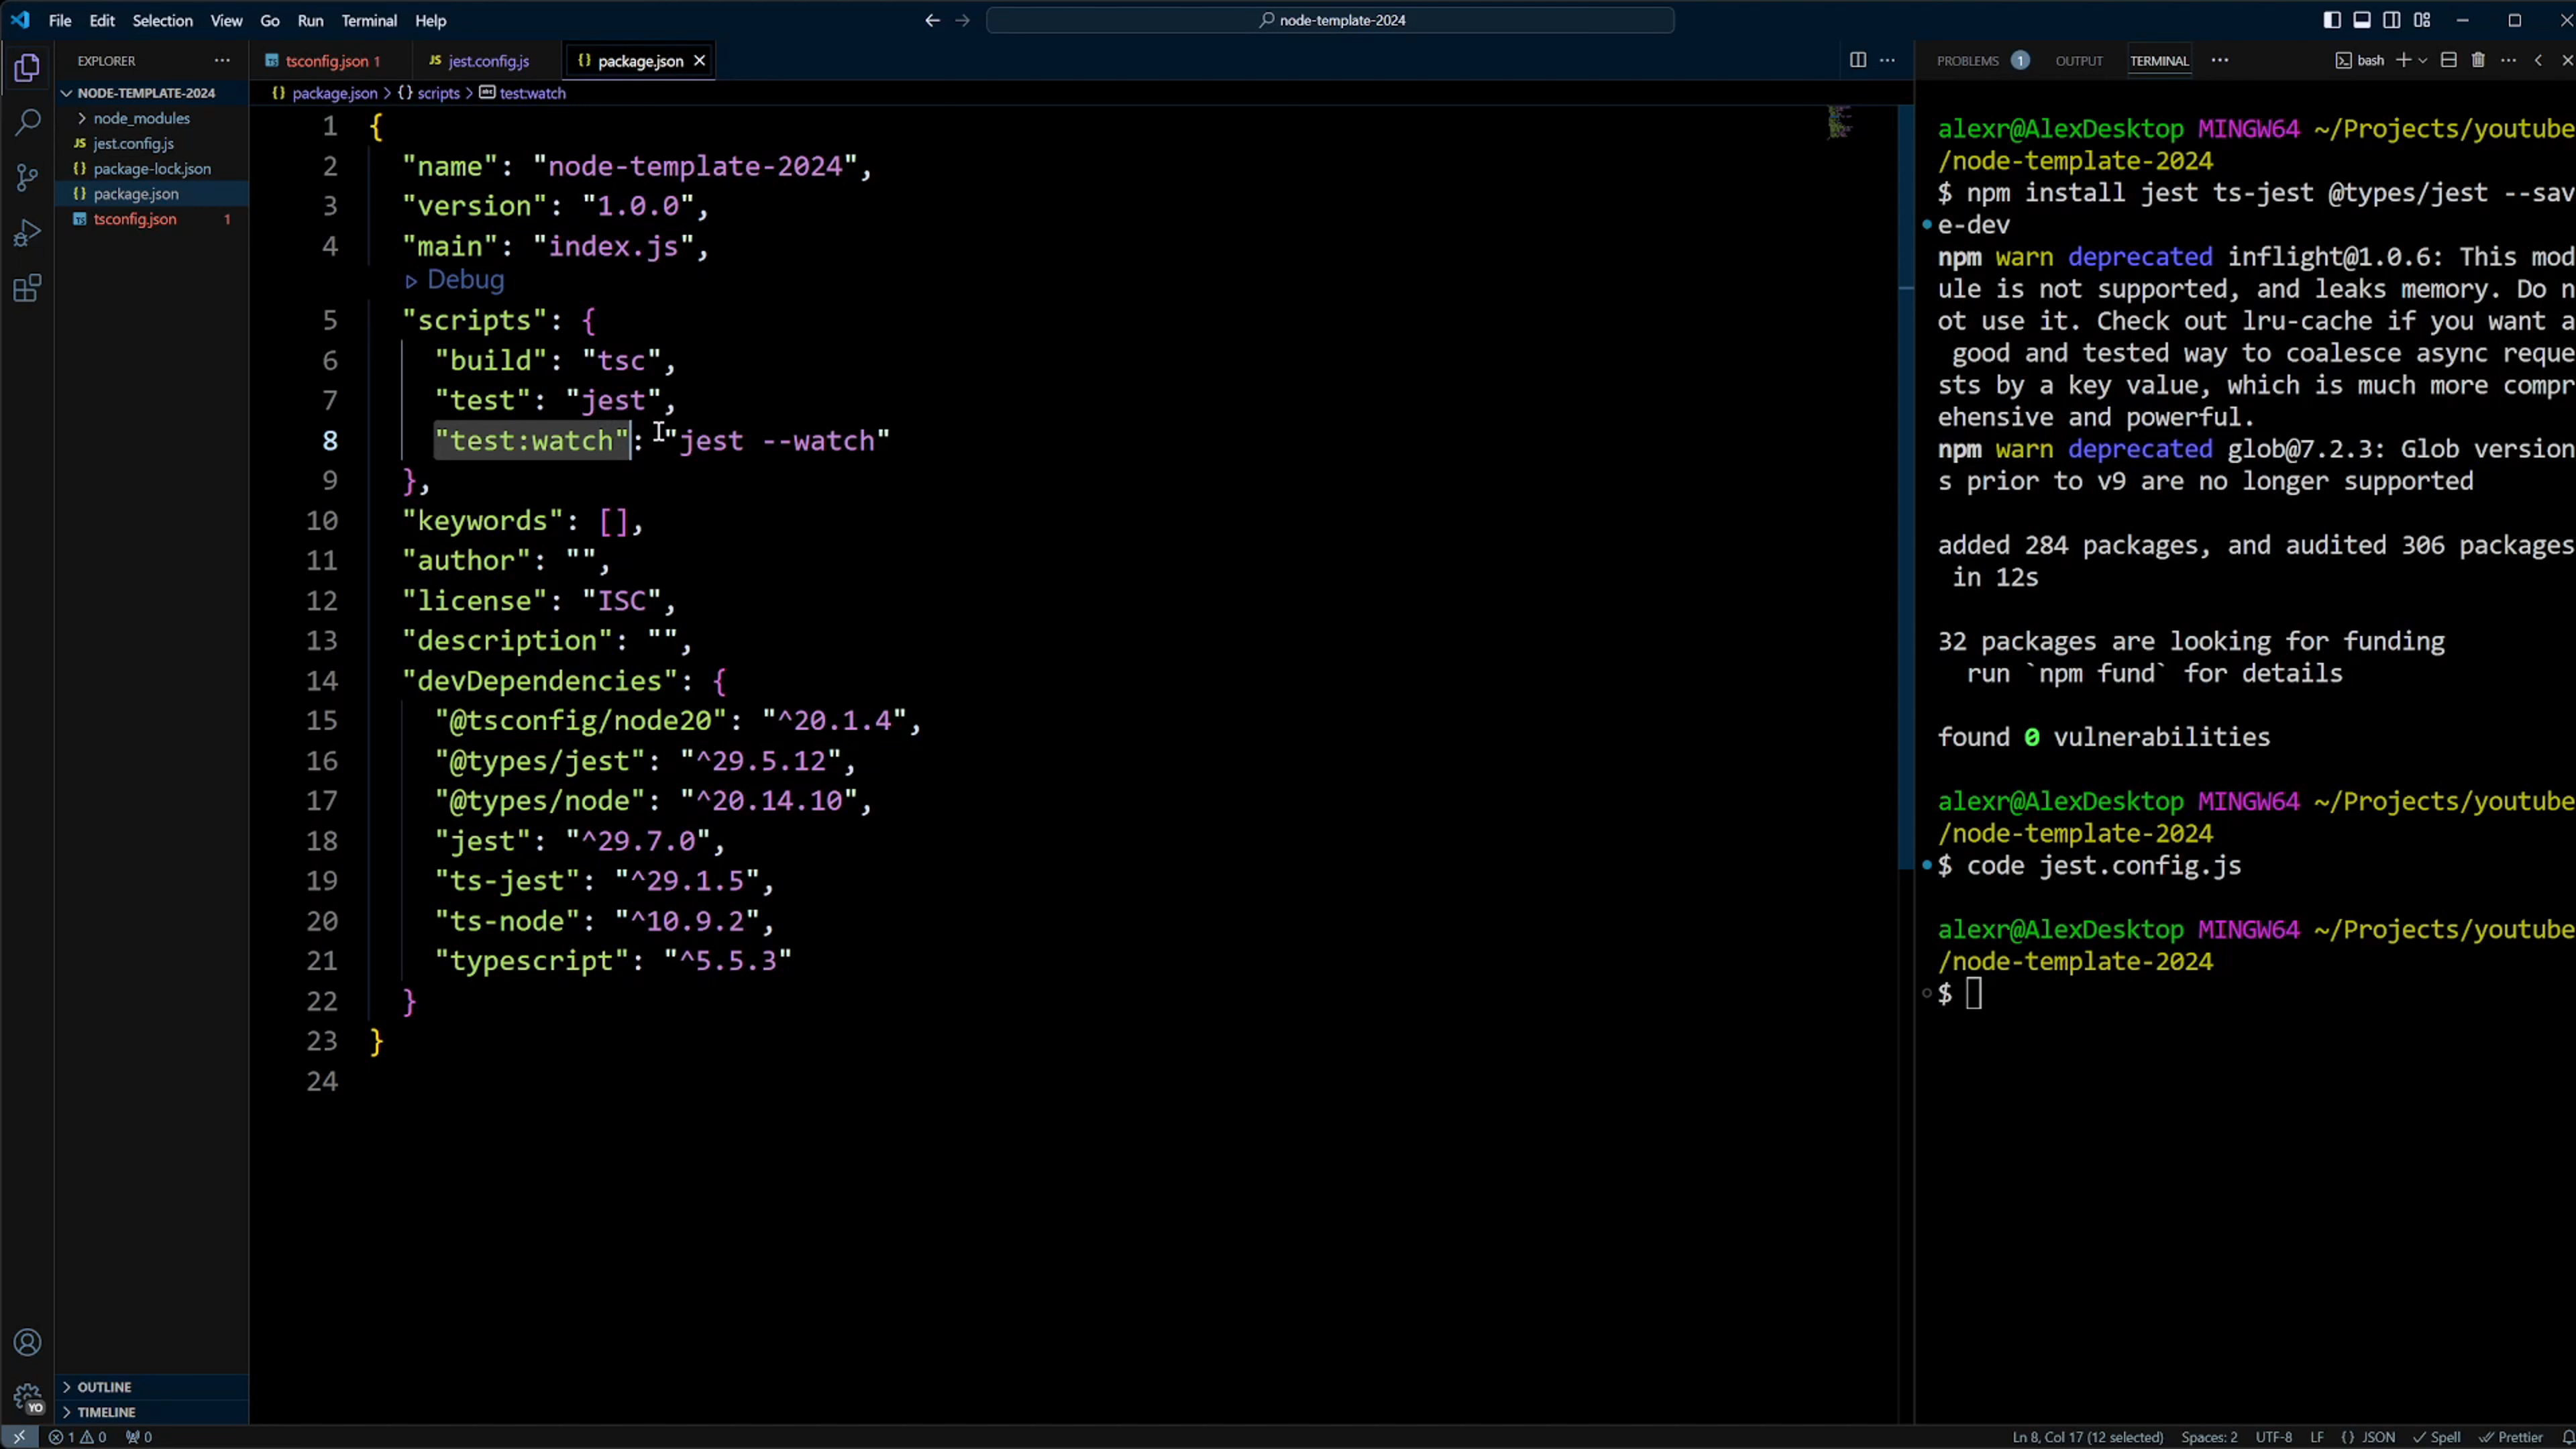 File Edit Selection View Go Run Terminal Help
node-template-2024
EXPLORER
NODE-TEMPLATE-2024
node_modules
JS jest.config.js
{} package-lock.json
{} package.json
TS tsconfig.json 1
OUTLINE
TIMELINE
YO
TS tsconfig.json 1
JS jest.config.js
{} package.json
{} package.json > {} scripts > abc test:watch
1 {
2 "name": "node-template-2024",
3 "version": "1.0.0",
4 "main": "index.js",
Debug
5 "scripts": {
6 "build": "tsc",
7 "test": "jest",
8 "test:watch": "jest --watch"
9 },
10 "keywords": [],
11 "author": "",
12 "license": "ISC",
13 "description": "",
14 "devDependencies": {
15 "@tsconfig/node20": "^20.1.4",
16 "@types/jest": "^29.5.12",
17 "@types/node": "^20.14.10",
18 "jest": "^29.7.0",
19 "ts-jest": "^29.1.5",
20 "ts-node": "^10.9.2",
21 "typescript": "^5.5.3"
22 }
23 }
24
PROBLEMS 1 OUTPUT TERMINAL
bash
alexr@AlexDesktop MINGW64 ~/Projects/youtube
/node-template-2024
$ npm install jest ts-jest @types/jest --sav
e-dev
npm warn deprecated inflight@1.0.6: This mod
ule is not supported, and leaks memory. Do n
ot use it. Check out lru-cache if you want a
good and tested way to coalesce async reque
sts by a key value, which is much more compr
ehensive and powerful.
npm warn deprecated glob@7.2.3: Glob version
s prior to v9 are no longer supported
added 284 packages, and audited 306 packages
in 12s
32 packages are looking for funding
run `npm fund` for details
found 0 vulnerabilities
alexr@AlexDesktop MINGW64 ~/Projects/youtube
/node-template-2024
$ code jest.config.js
alexr@AlexDesktop MINGW64 ~/Projects/youtube
/node-template-2024
$
1 0 0
Ln 8, Col 17 (12 selected) Spaces: 2 UTF-8 LF {} JSON Spell Prettier